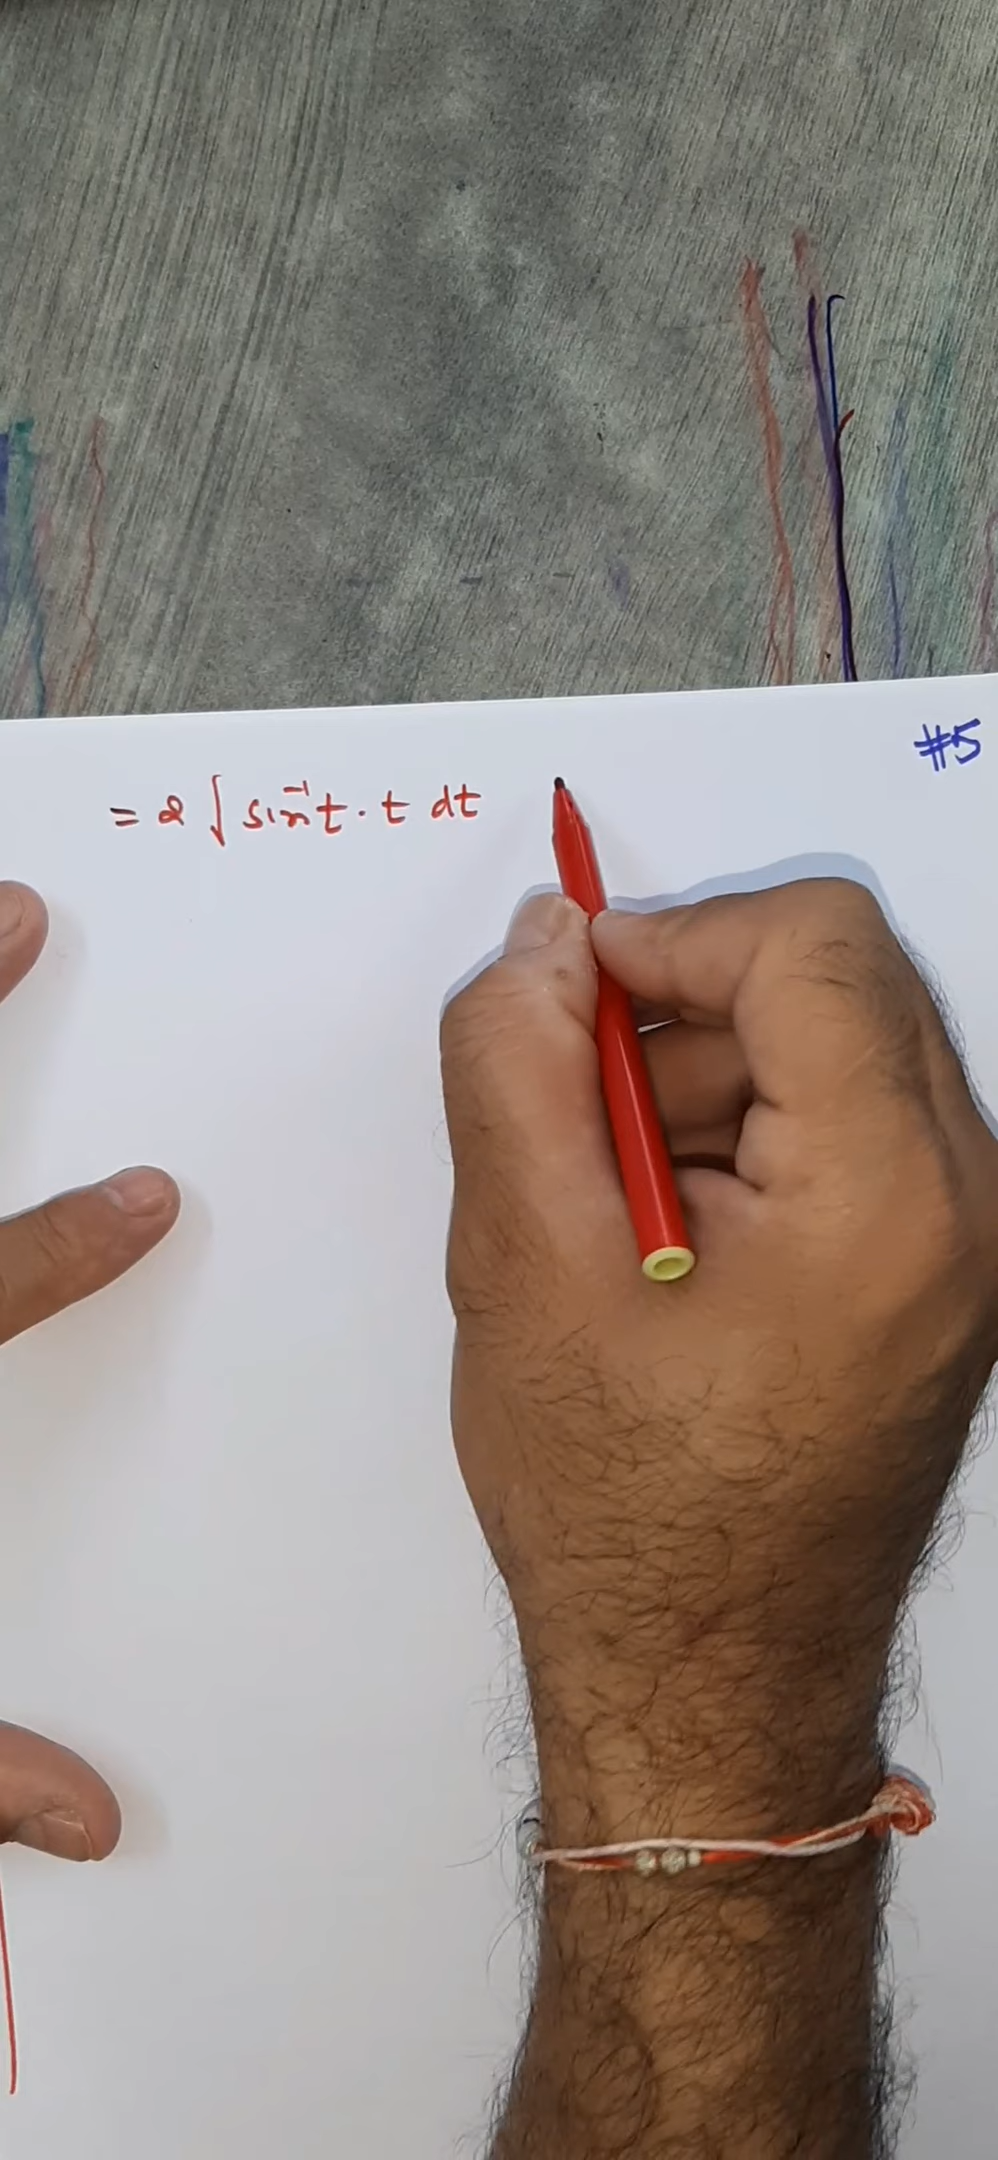 #5
= 2 ∫ sin⁻¹t . t dt